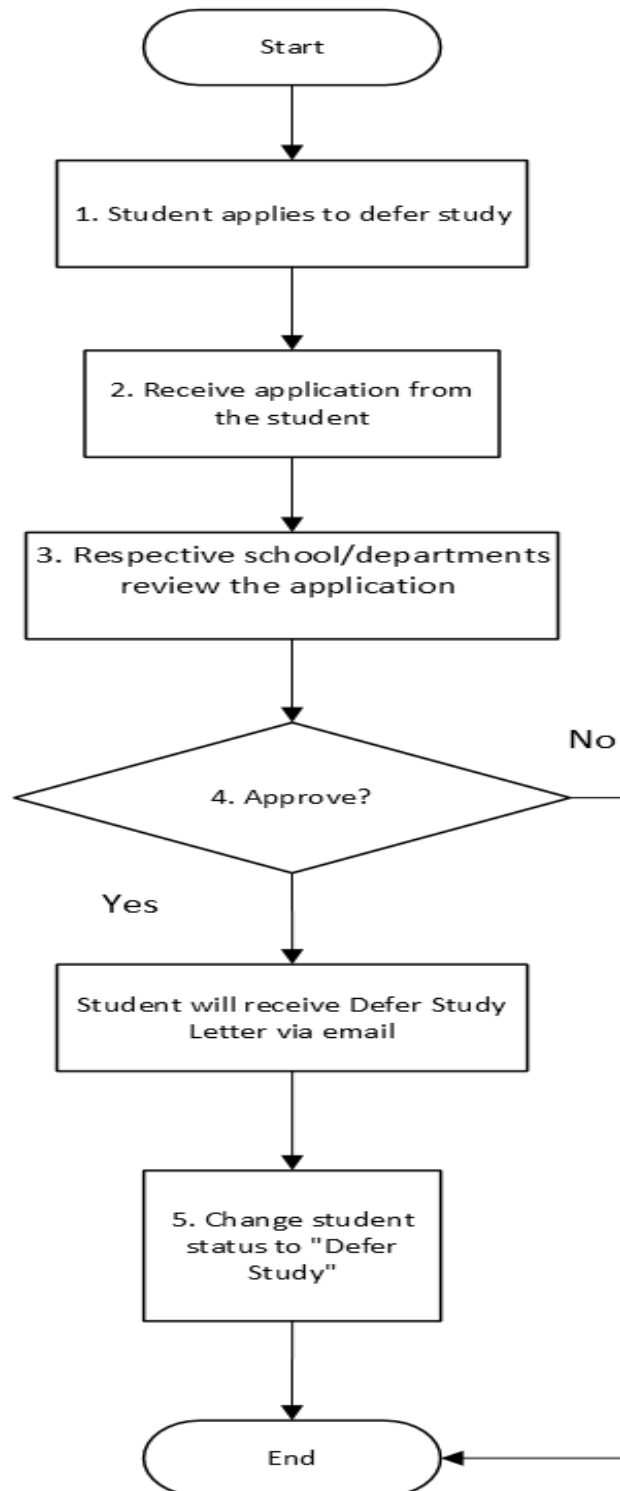 Start
1. Student applies to defer study
2. Receive application from
the student
3. Respective school/departments
review the application
No
4. Approve?
Yes
Student will receive Defer Study
Letter via email
5. Change student
status to "Defer
Study"
End